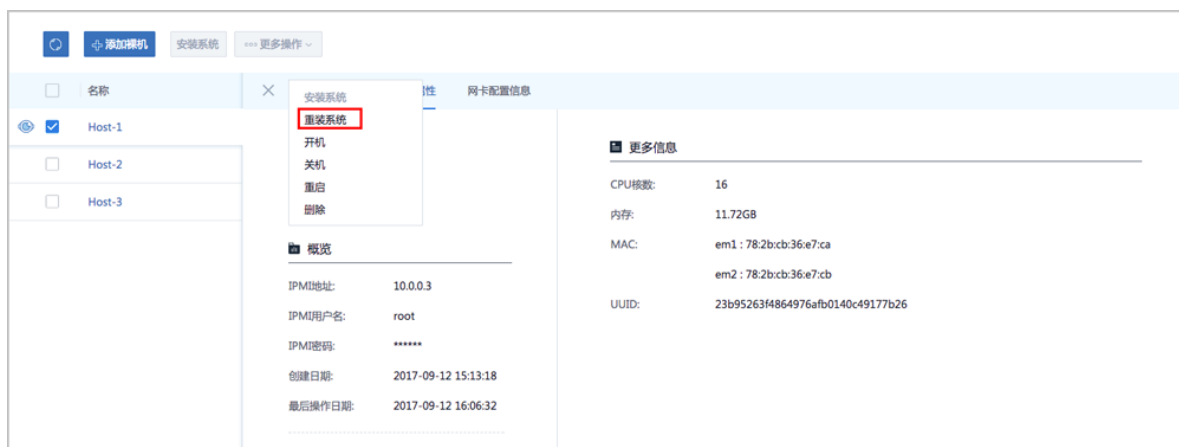 添加裸机 安装系统 更多操作
名称 性 网卡配置信息
安装系统
重装系统
开机
关机
重启
删除
Host-1
Host-2
Host-3
概览
IPMI地址: 10.0.0.3
IPMI用户名: root
IPMI密码: ******
创建日期: 2017-09-12 15:13:18
最后操作日期: 2017-09-12 16:06:32
更多信息
CPU核数: 16
内存: 11.72GB
MAC: em1 : 78:2b:cb:36:e7:ca
em2 : 78:2b:cb:36:e7:cb
UUID: 23b95263f4864976afb0140c49177b26